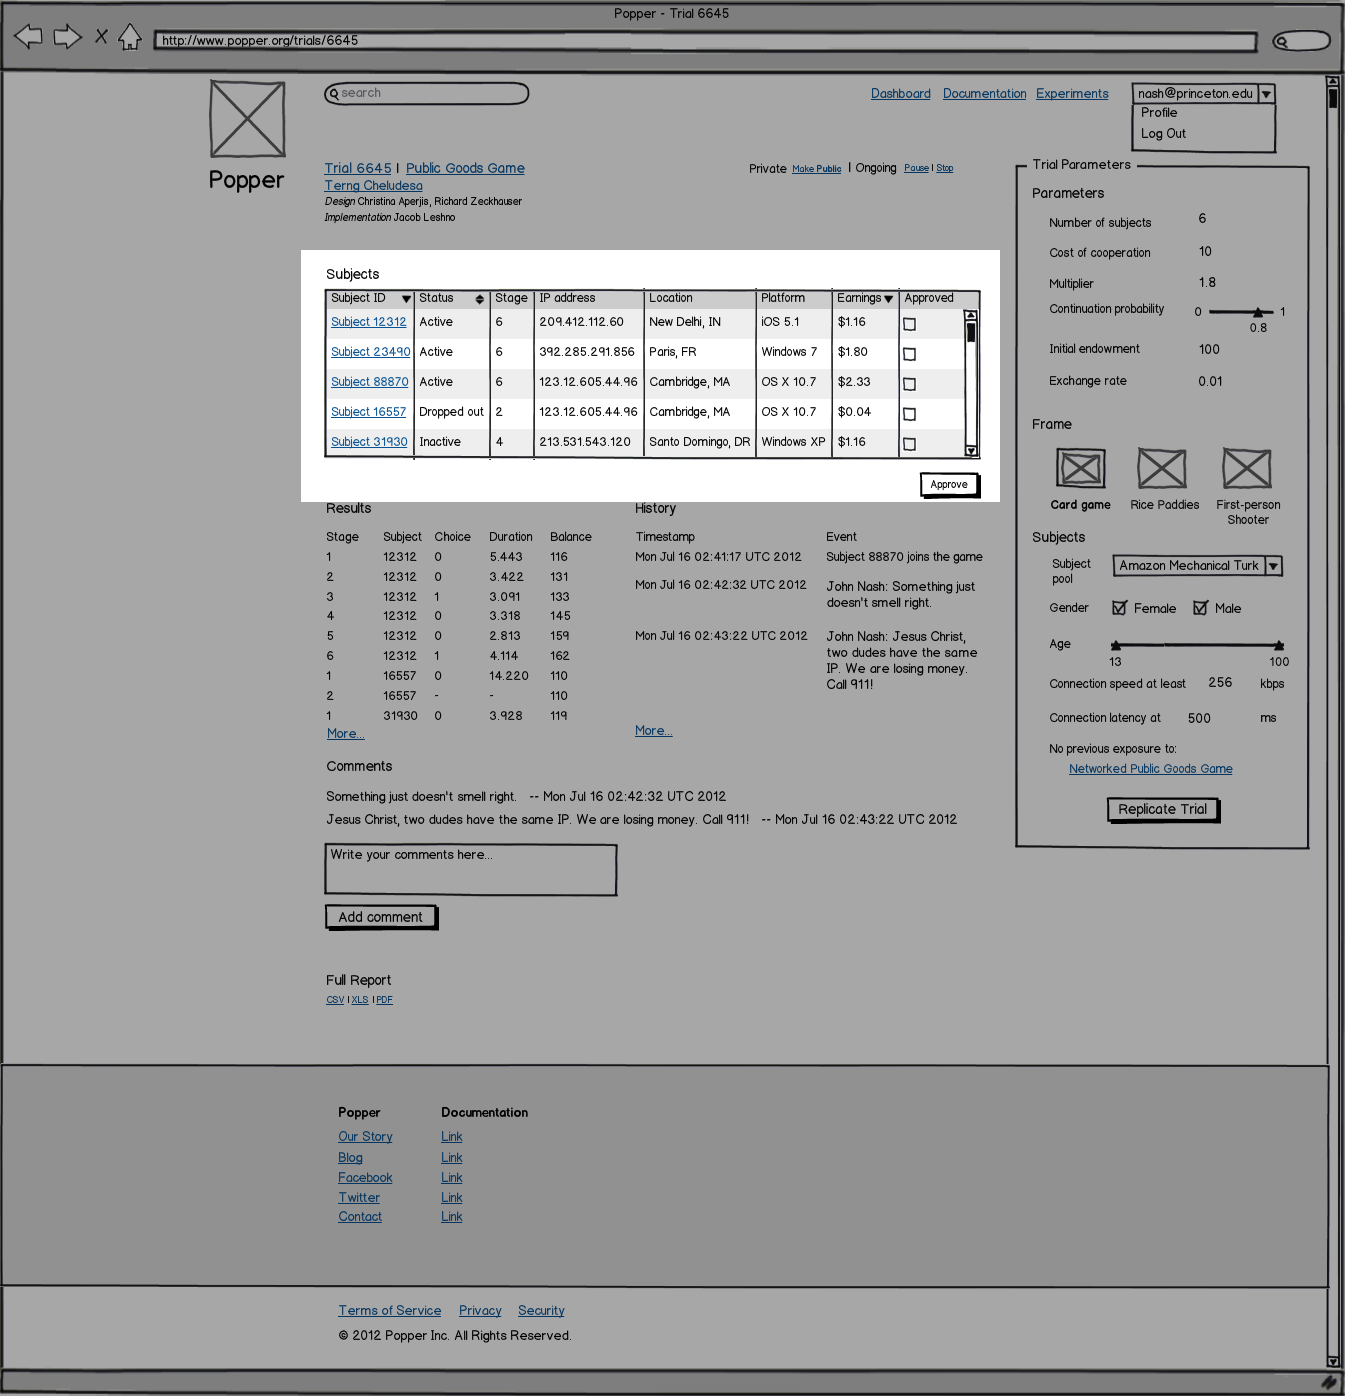 Popper - Trial 6645
http://www.popper.org/trials/6645
search
Dashboard Documentation Experiments
nash@princeton.edu
Profile
Log Out
Popper
Trial 6645 | Public Goods Game
Terng Cheludesa
Design Christina Aperjis, Richard Zeckhauser
Implementation Jacob Leshno
Private Make Public | Ongoing Pause | Stop
Subjects
Subject ID Status Stage IP address Location Platform Earnings Approved
Subject 12312 Active 6 209.412.112.60 New Delhi, IN iOS 5.1 $1.16
Subject 23490 Active 6 392.285.291.856 Paris, FR Windows 7 $1.80
Subject 88870 Active 6 123.12.605.44.96 Cambridge, MA OS X 10.7 $2.33
Subject 16557 Dropped out 2 123.12.605.44.96 Cambridge, MA OS X 10.7 $0.04
Subject 31930 Inactive 4 213.531.543.120 Santo Domingo, DR Windows XP $1.16
Approve
Results
Stage Subject Choice Duration Balance
1 12312 0 5.443 116
2 12312 0 3.422 131
3 12312 1 3.091 133
4 12312 0 3.318 145
5 12312 0 2.813 159
6 12312 1 4.114 162
1 16557 0 14.220 110
2 16557 - - 110
1 31930 0 3.928 119
More...
History
Timestamp Event
Mon Jul 16 02:41:17 UTC 2012 Subject 88870 joins the game
Mon Jul 16 02:42:32 UTC 2012 John Nash: Something just
doesn't smell right.
Mon Jul 16 02:43:22 UTC 2012 John Nash: Jesus Christ,
two dudes have the same
IP. We are losing money.
Call 911!
More...
Comments
Something just doesn't smell right. -- Mon Jul 16 02:42:32 UTC 2012
Jesus Christ, two dudes have the same IP. We are losing money. Call 911! -- Mon Jul 16 02:43:22 UTC 2012
Write your comments here...
Add comment
Full Report
CSV | XLS | PDF
Trial Parameters
Parameters
Number of subjects 6
Cost of cooperation 10
Multiplier 1.8
Continuation probability 0 1
0.8
Initial endowment 100
Exchange rate 0.01
Frame
Card game Rice Paddies First-person
Shooter
Subjects
Subject
pool
Amazon Mechanical Turk
Gender Female Male
Age
13 100
Connection speed at least 256 kbps
Connection latency at 500 ms
No previous exposure to:
Networked Public Goods Game
Replicate Trial
Popper Documentation
Our Story Link
Blog Link
Facebook Link
Twitter Link
Contact Link
Terms of Service Privacy Security
© 2012 Popper Inc. All Rights Reserved.